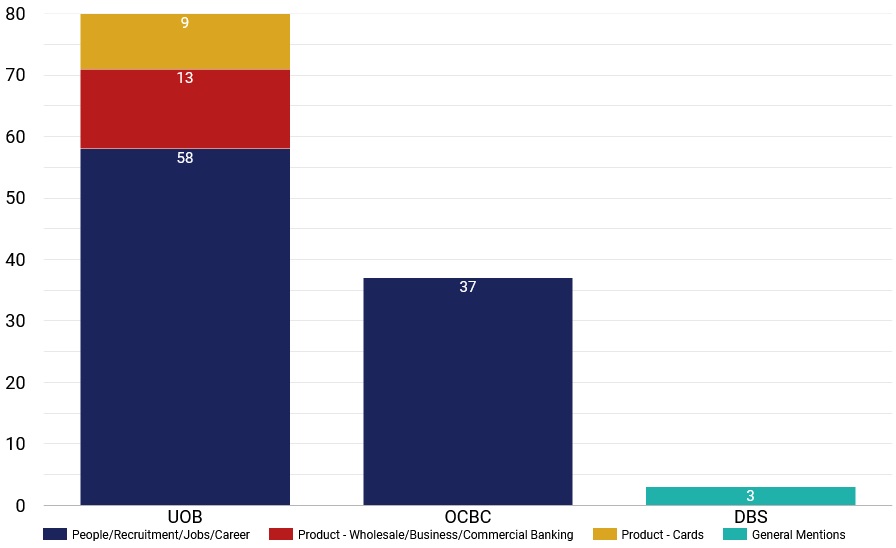 80
70
60
50
40
30
20
10
0
9
13
58
37
3
UOB
OCBC
DBS
People/Recruitment/Jobs/Career
Product - Wholesale/Business/Commercial Banking
Product - Cards
General Mentions